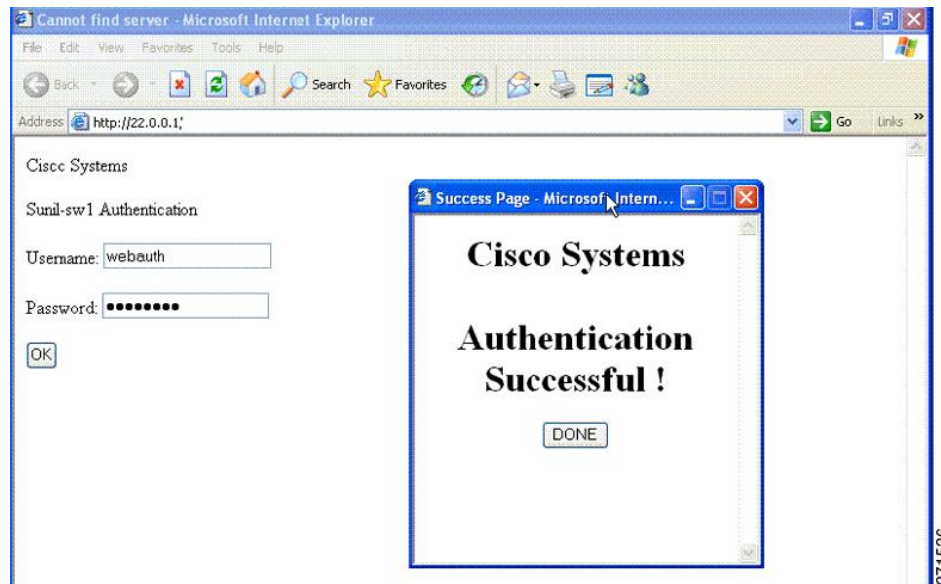 Cannot find server - Microsoft Internet Explorer
File Edit View Favorites Tools Help
Back Search Favorites
Address http://22.0.0.1; Go Links »
Ciscc Systems
Sunil-sw1 Authentication
Username: webauth
Password: ●●●●●●●●
OK
Success Page - Microsoft Intern...
Cisco Systems
Authentication
Successful !
DONE